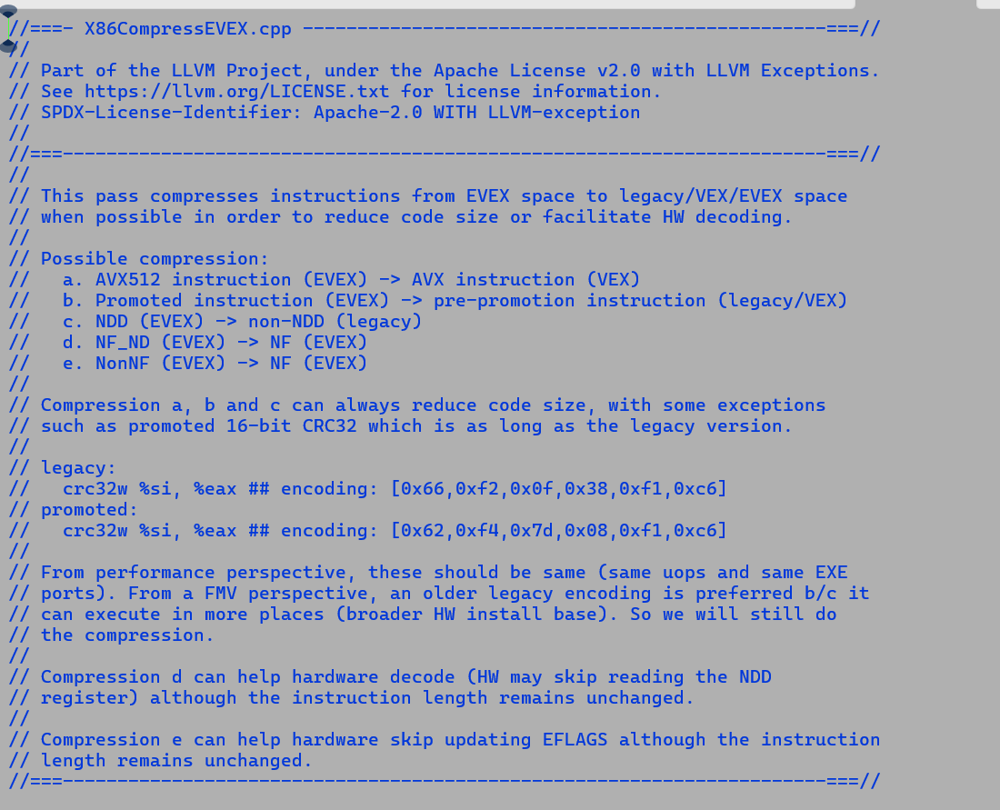 //===- X86CompressEVEX.cpp ------------------------------------------------===//
//
// Part of the LLVM Project, under the Apache License v2.0 with LLVM Exceptions.
// See https://llvm.org/LICENSE.txt for license information.
// SPDX-License-Identifier: Apache-2.0 WITH LLVM-exception
//
//===----------------------------------------------------------------------===//
//
// This pass compresses instructions from EVEX space to legacy/VEX/EVEX space
// when possible in order to reduce code size or facilitate HW decoding.
//
// Possible compression:
//   a. AVX512 instruction (EVEX) -> AVX instruction (VEX)
//   b. Promoted instruction (EVEX) -> pre-promotion instruction (legacy/VEX)
//   c. NDD (EVEX) -> non-NDD (legacy)
//   d. NF_ND (EVEX) -> NF (EVEX)
//   e. NonNF (EVEX) -> NF (EVEX)
//
// Compression a, b and c can always reduce code size, with some exceptions
// such as promoted 16-bit CRC32 which is as long as the legacy version.
//
// legacy:
//   crc32w %si, %eax ## encoding: [0x66,0xf2,0x0f,0x38,0xf1,0xc6]
// promoted:
//   crc32w %si, %eax ## encoding: [0x62,0xf4,0x7d,0x08,0xf1,0xc6]
//
// From performance perspective, these should be same (same uops and same EXE
// ports). From a FMV perspective, an older legacy encoding is preferred b/c it
// can execute in more places (broader HW install base). So we will still do
// the compression.
//
// Compression d can help hardware decode (HW may skip reading the NDD
// register) although the instruction length remains unchanged.
//
// Compression e can help hardware skip updating EFLAGS although the instruction
// length remains unchanged.
//===----------------------------------------------------------------------===//